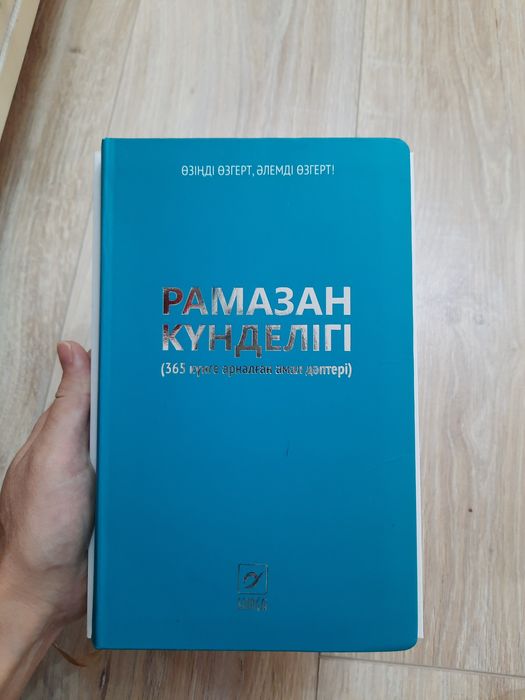 ӨЗІҢДІ ӨЗГЕРТ, ӘЛЕМДІ ӨЗГЕРТ!
РАМАЗАН
КҮНДЕЛІГІ
(365 күнге арналған амал дәптері)